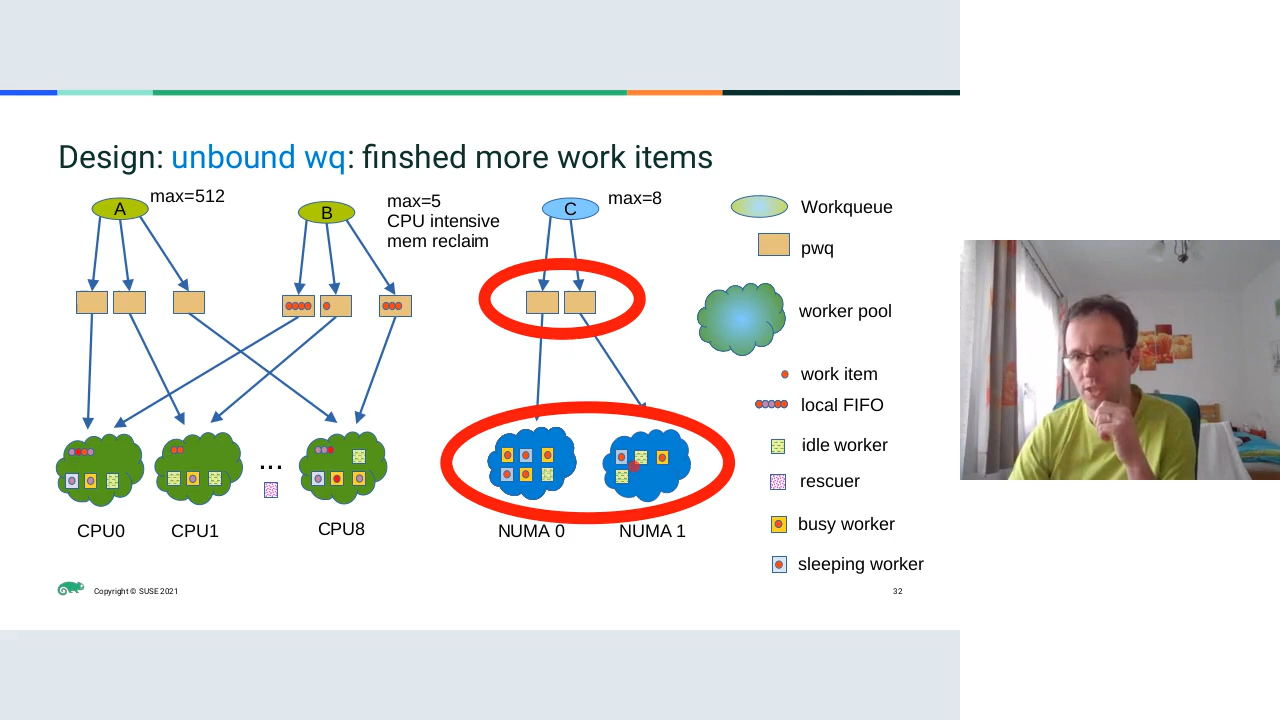 Design: unbound wq: finshed more work items
A
max=512
B
max=5
CPU intensive
mem reclaim
C
max=8
Workqueue
pwq
worker pool
work item
local FIFO
idle worker
rescuer
busy worker
sleeping worker
...
CPU0
CPU1
CPU8
NUMA 0
NUMA 1
Copyright © SUSE 2021
32